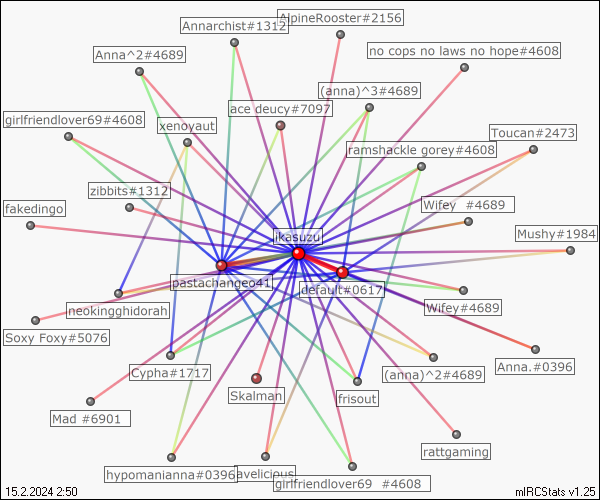 AlpineRooster#2156
Annarchist#1312
no cops no laws no hope#4608
Anna^2#4689
(anna)^3#4689
ace deucy#7097
girlfriendlover69#4608
xenoyaut
Toucan#2473
ramshackle gorey#4608
zibbits#1312
Wifey #4689
fakedingo
ikasuzu
Mushy#1984
pastachangeo41
default#0617
neokingghidorah
Wifey#4689
Soxy Foxy#5076
Anna.#0396
Cypha#1717
(anna)^2#4689
Skalman
frisout
Mad #6901
rattgaming
hypomanianna#0396
avelicious
girlfriendlover69 #4608
15.2.2024 2:50
mIRCStats v1.25